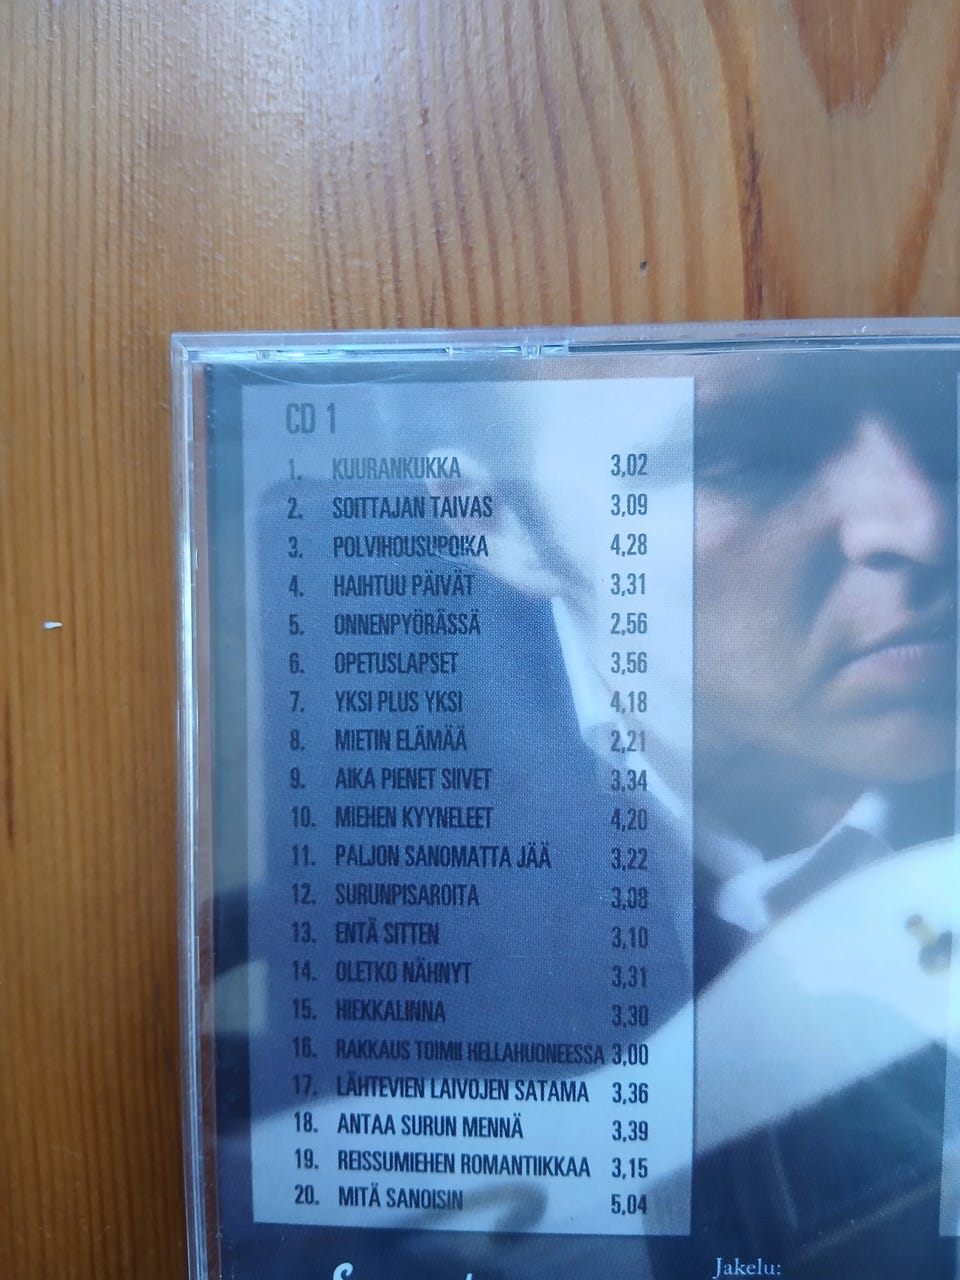 CD 1
1. KUURANKUKKA 3,02
2. SOITTAJAN TAIVAS 3,09
3. POLVIHOUSUPOIKA 4,28
4. HAIHTUU PÄIVÄT 3,31
5. ONNENPYÖRÄSSÄ 2,56
6. OPETUSLAPSET 3,56
7. YKSI PLUS YKSI 4,18
8. MIETIN ELÄMÄÄ 2,21
9. AIKA PIENET SIIVET 3,34
10. MIEHEN KYYNELEET 4,20
11. PALJON SANOMATTA JÄÄ 3,22
12. SURUNPISAROITA 3,08
13. ENTÄ SITTEN 3,10
14. OLETKO NÄHNYT 3,31
15. HIEKKALINNA 3,30
16. RAKKAUS TOIMII HELLAHUONEESSA 3,00
17. LÄHTEVIEN LAIVOJEN SATAMA 3,36
18. ANTAA SURUN MENNÄ 3,39
19. REISSUMIEHEN ROMANTIIKKAA 3,15
20. MITÄ SANOISIN 5,04
Jakelu: